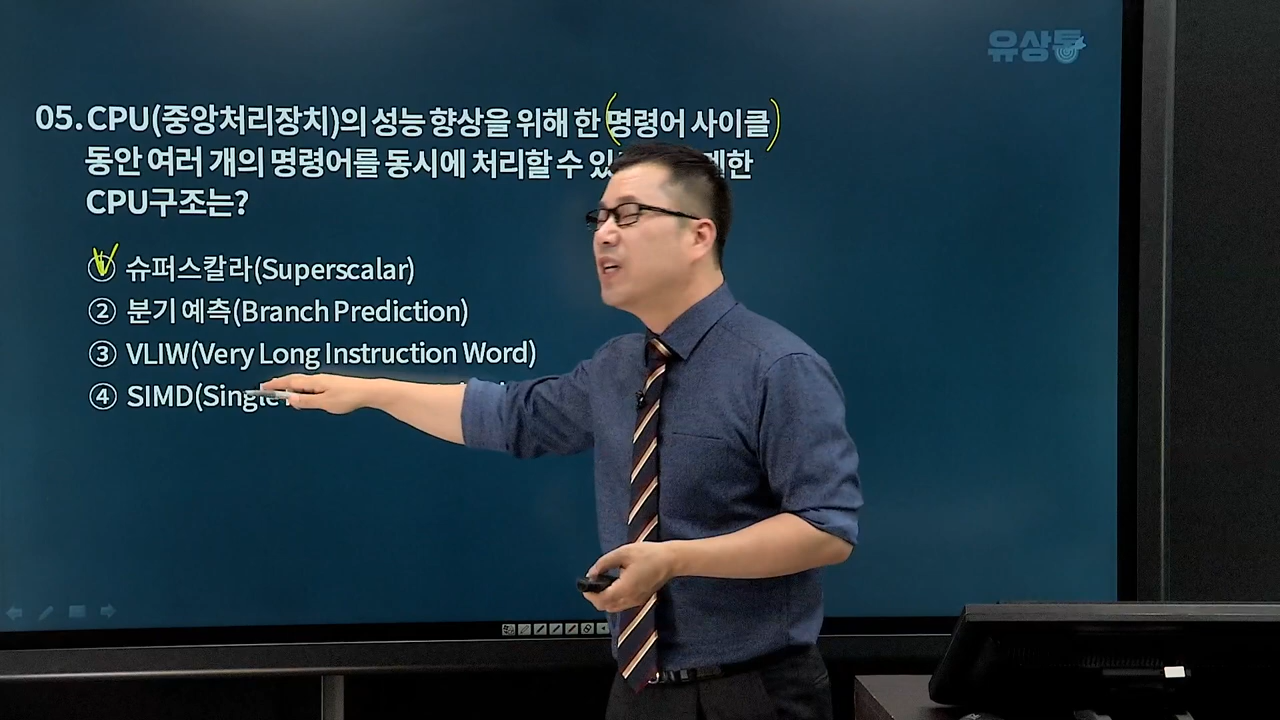 유상통
05. CPU(중앙처리장치)의 성능 향상을 위해 한 명령어 사이클
동안 여러 개의 명령어를 동시에 처리할 수
CPU구조는?
① 슈퍼스칼라(Superscalar)
② 분기 예측(Branch Prediction)
③ VLIW(Very Long Instruction Word)
④ SIMD(Single